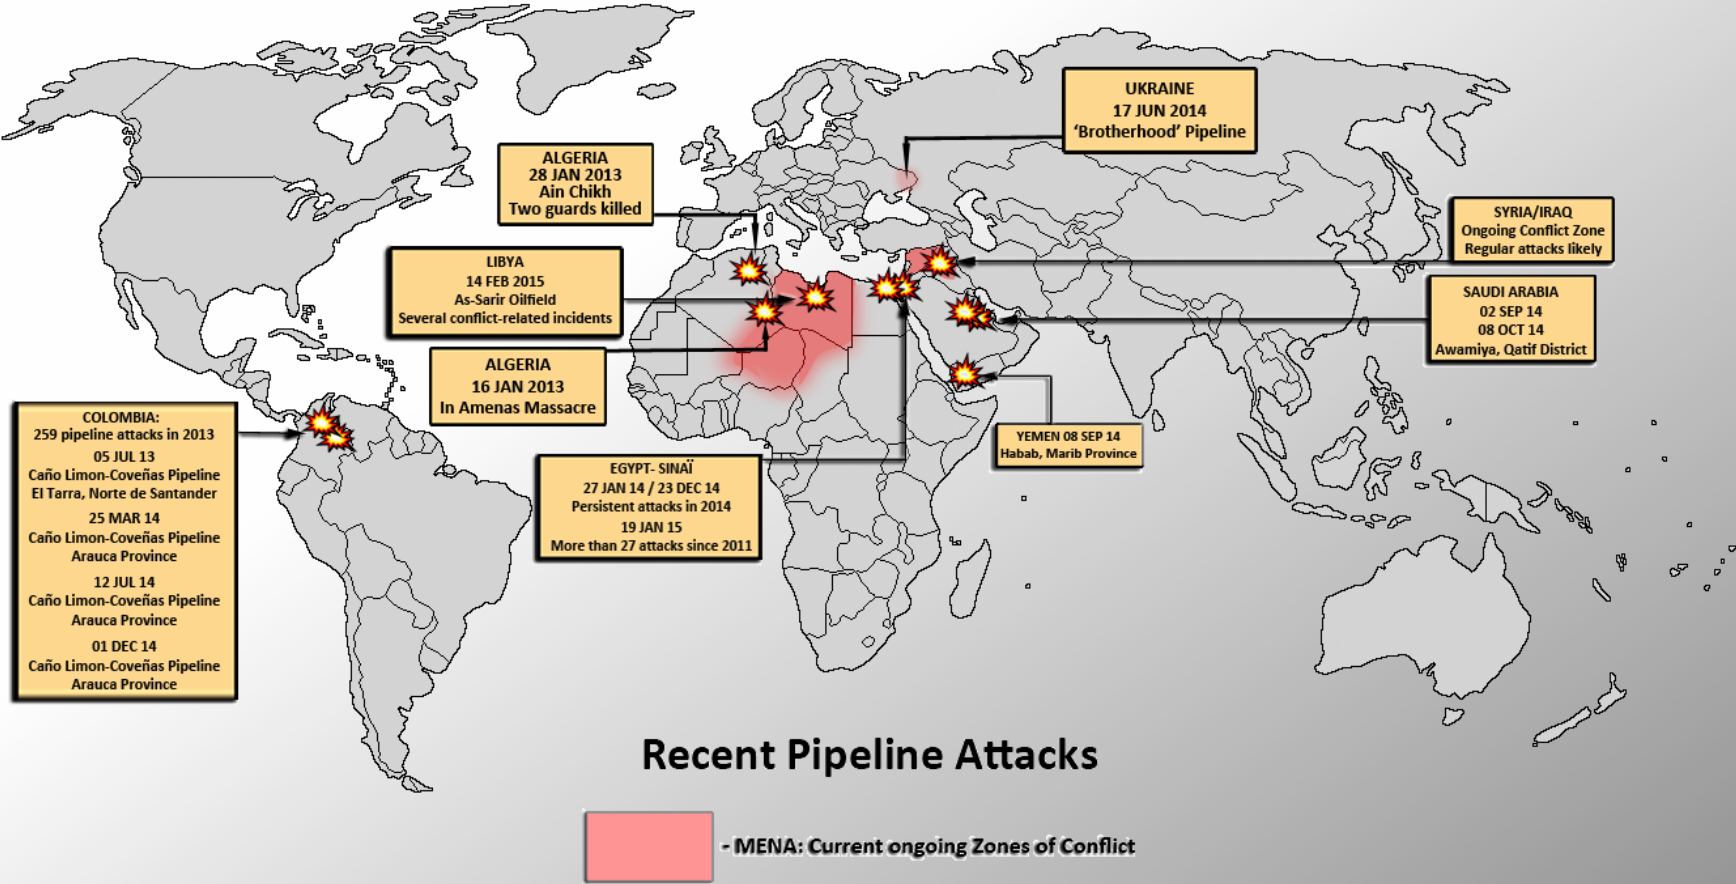 UKRAINE
17 JUN 2014
‘Brotherhood’ Pipeline
ALGERIA
28 JAN 2013
Ain Chikh
Two guards killed
SYRIA/IRAQ
Ongoing Conflict Zone
Regular attacks likely
LIBYA
14 FEB 2015
As-Sarir Oilfield
Several conflict-related incidents
SAUDI ARABIA
02 SEP 14
08 OCT 14
Awamiya, Qatif District
ALGERIA
16 JAN 2013
In Amenas Massacre
COLOMBIA:
259 pipeline attacks in 2013
05 JUL 13
Caño Limon-Coveñas Pipeline
El Tarra, Norte de Santander
25 MAR 14
Caño Limon-Coveñas Pipeline
Arauca Province
12 JUL 14
Caño Limon-Coveñas Pipeline
Arauca Province
01 DEC 14
Caño Limon-Coveñas Pipeline
Arauca Province
YEMEN 08 SEP 14
Habab, Marib Province
EGYPT- SINAÏ
27 JAN 14 / 23 DEC 14
Persistent attacks in 2014
19 JAN 15
More than 27 attacks since 2011
Recent Pipeline Attacks
- MENA: Current ongoing Zones of Conflict